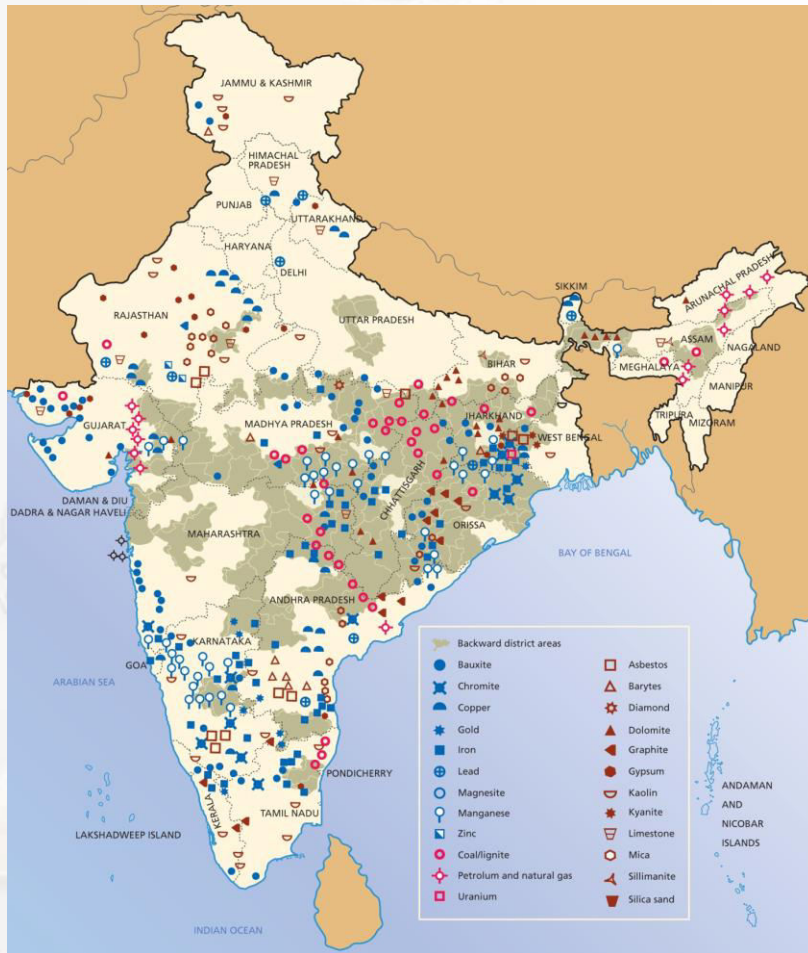 JAMMU & KASHMIR
HIMACHAL
PRADESH
PUNJAB
UTTARAKHAND
HARYANA
DELHI
SIKKIM
ARUNACHAL PRADESH
RAJASTHAN
UTTAR PRADESH
ASSAM
NAGALAND
BIHAR
MEGHALAYA
MANIPUR
TRIPURA
MIZORAM
GUJARAT
MADHYA PRADESH
JHARKHAND
WEST BENGAL
CHHATTISGARH
DAMAN & DIU
DADRA & NAGAR HAVELI
ORISSA
MAHARASHTRA
BAY OF BENGAL
ANDHRA PRADESH
KARNATAKA
GOA
ARABIAN SEA
PONDICHERRY
KERALA
TAMIL NADU
LAKSHADWEEP ISLAND
INDIAN OCEAN
ANDAMAN
AND
NICOBAR
ISLANDS
Backward district areas
Bauxite
Chromite
Copper
Gold
Iron
Lead
Magnesite
Manganese
Zinc
Coal/lignite
Petrolum and natural gas
Uranium
Asbestos
Barytes
Diamond
Dolomite
Graphite
Gypsum
Kaolin
Kyanite
Limestone
Mica
Sillimanite
Silica sand